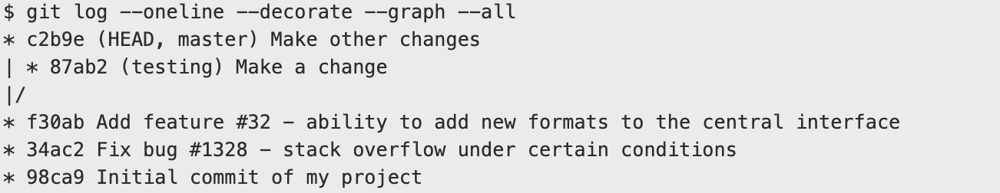 $ git log --oneline --decorate --graph --all
* c2b9e (HEAD, master) Make other changes
| * 87ab2 (testing) Make a change
|/
* f30ab Add feature #32 - ability to add new formats to the central interface
* 34ac2 Fix bug #1328 - stack overflow under certain conditions
* 98ca9 Initial commit of my project